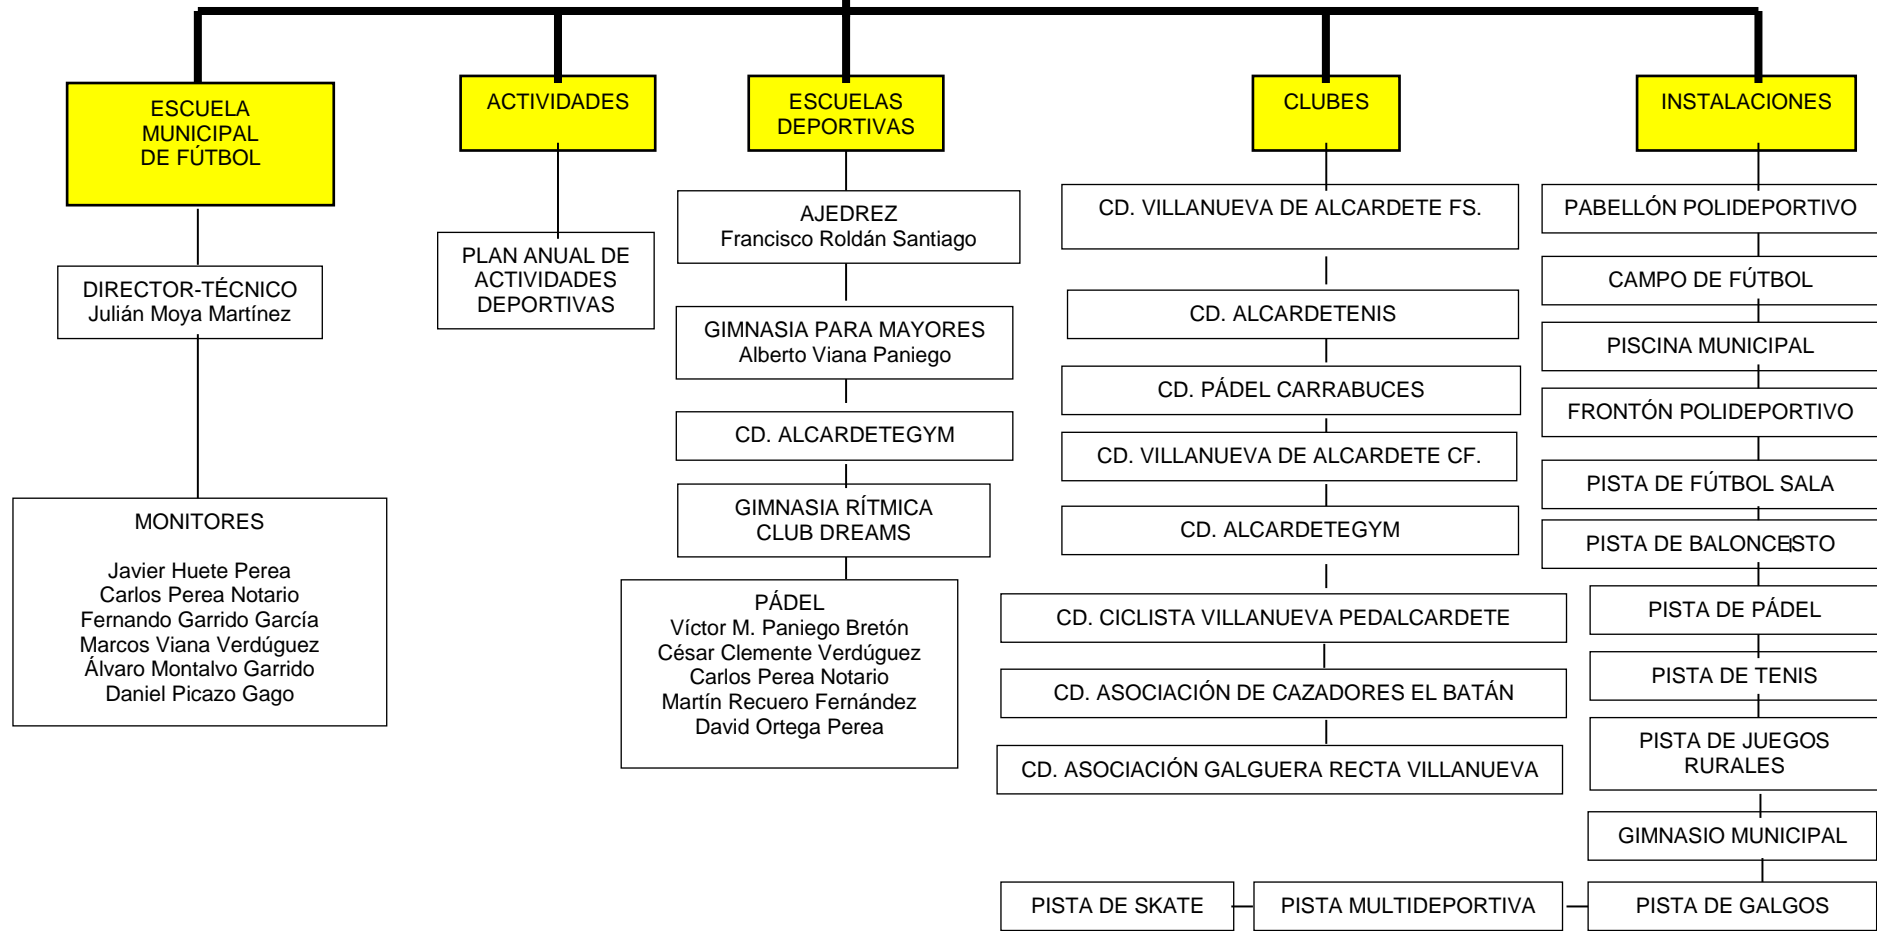 ESCUELA
MUNICIPAL
DE FÚTBOL
DIRECTOR-TÉCNICO
Julián Moya Martínez
MONITORES
Javier Huete Perea
Carlos Perea Notario
Fernando Garrido García
Marcos Viana Verdúguez
Álvaro Montalvo Garrido
Daniel Picazo Gago
ACTIVIDADES
PLAN ANUAL DE
ACTIVIDADES
DEPORTIVAS
ESCUELAS
DEPORTIVAS
AJEDREZ
Francisco Roldán Santiago
GIMNASIA PARA MAYORES
Alberto Viana Paniego
CD. ALCARDETEGYM
GIMNASIA RÍTMICA
CLUB DREAMS
PÁDEL
Víctor M. Paniego Bretón
César Clemente Verdúguez
Carlos Perea Notario
Martín Recuero Fernández
David Ortega Perea
CLUBES
CD. VILLANUEVA DE ALCARDETE FS.
CD. ALCARDETENIS
CD. PÁDEL CARRABUCES
CD. VILLANUEVA DE ALCARDETE CF.
CD. ALCARDETEGYM
CD. CICLISTA VILLANUEVA PEDALCARDETE
CD. ASOCIACIÓN DE CAZADORES EL BATÁN
CD. ASOCIACIÓN GALGUERA RECTA VILLANUEVA
INSTALACIONES
PABELLÓN POLIDEPORTIVO
CAMPO DE FÚTBOL
PISCINA MUNICIPAL
FRONTÓN POLIDEPORTIVO
PISTA DE FÚTBOL SALA
PISTA DE BALONCESTO
PISTA DE PÁDEL
PISTA DE TENIS
PISTA DE JUEGOS
RURALES
GIMNASIO MUNICIPAL
PISTA DE GALGOS
PISTA MULTIDEPORTIVA
PISTA DE SKATE